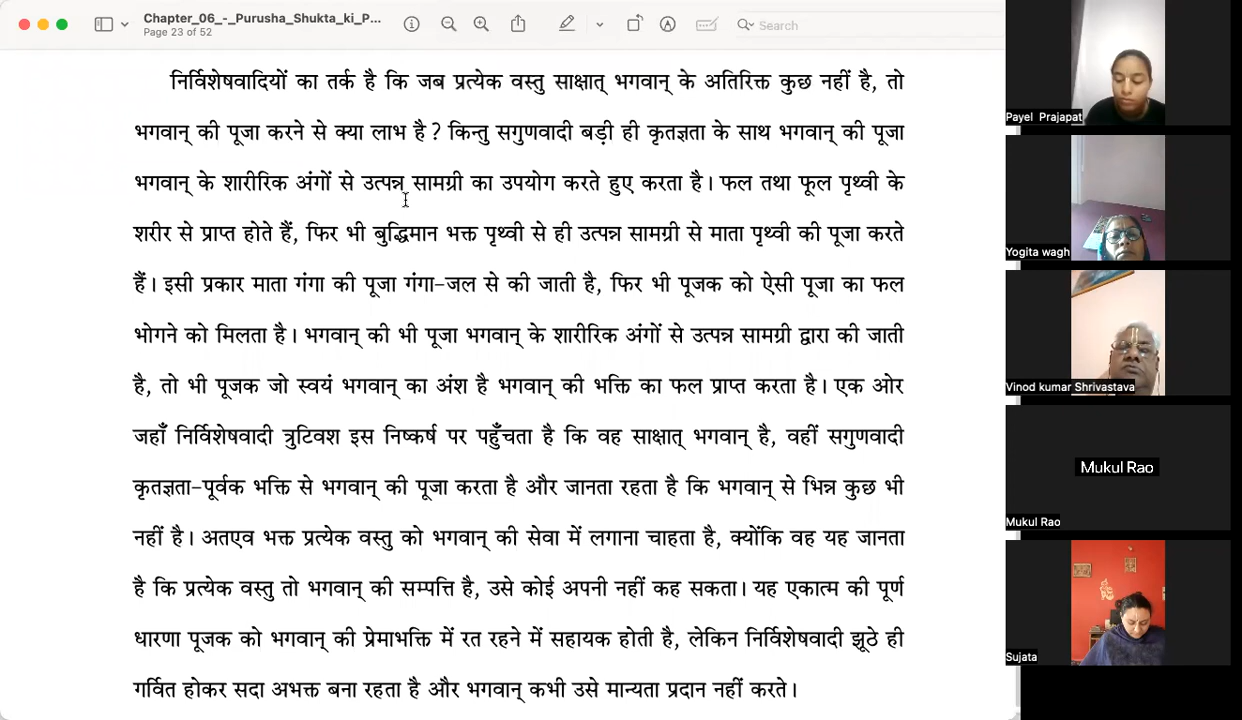 Chapter_06_-_Purusha_Shukta_ki_P...
Page 23 of 52
Search
निर्विशेषवादियों का तर्क है कि जब प्रत्येक वस्तु साक्षात् भगवान् के अतिरिक्त कुछ नहीं है, तो
भगवान् की पूजा करने से क्या लाभ है? किन्तु सगुणवादी बड़ी ही कृतज्ञता के साथ भगवान् की पूजा
भगवान् के शारीरिक अंगों से उत्पन्न सामग्री का उपयोग करते हुए करता है। फल तथा फूल पृथ्वी के
शरीर से प्राप्त होते हैं, फिर भी बुद्धिमान भक्त पृथ्वी से ही उत्पन्न सामग्री से माता पृथ्वी की पूजा करते
हैं। इसी प्रकार माता गंगा की पूजा गंगा-जल से की जाती है, फिर भी पूजक को ऐसी पूजा का फल
भोगने को मिलता है। भगवान् की भी पूजा भगवान् के शारीरिक अंगों से उत्पन्न सामग्री द्वारा की जाती
है, तो भी पूजक जो स्वयं भगवान् का अंश है भगवान् की भक्ति का फल प्राप्त करता है। एक ओर
जहाँ निर्विशेषवादी त्रुटिवश इस निष्कर्ष पर पहुँचता है कि वह साक्षात् भगवान् है, वहीं सगुणवादी
कृतज्ञता-पूर्वक भक्ति से भगवान् की पूजा करता है और जानता रहता है कि भगवान् से भिन्न कुछ भी
नहीं है। अतएव भक्त प्रत्येक वस्तु को भगवान् की सेवा में लगाना चाहता है, क्योंकि वह यह जानता
है कि प्रत्येक वस्तु तो भगवान् की सम्पत्ति है, उसे कोई अपनी नहीं कह सकता। यह एकात्म की पूर्ण
धारणा पूजक को भगवान् की प्रेमाभक्ति में रत रहने में सहायक होती है, लेकिन निर्विशेषवादी झूठे ही
गर्वित होकर सदा अभक्त बना रहता है और भगवान् कभी उसे मान्यता प्रदान नहीं करते।
Payel Prajapat
Yogita wagh
Vinod kumar Shrivastava
Mukul Rao
Mukul Rao
Sujata